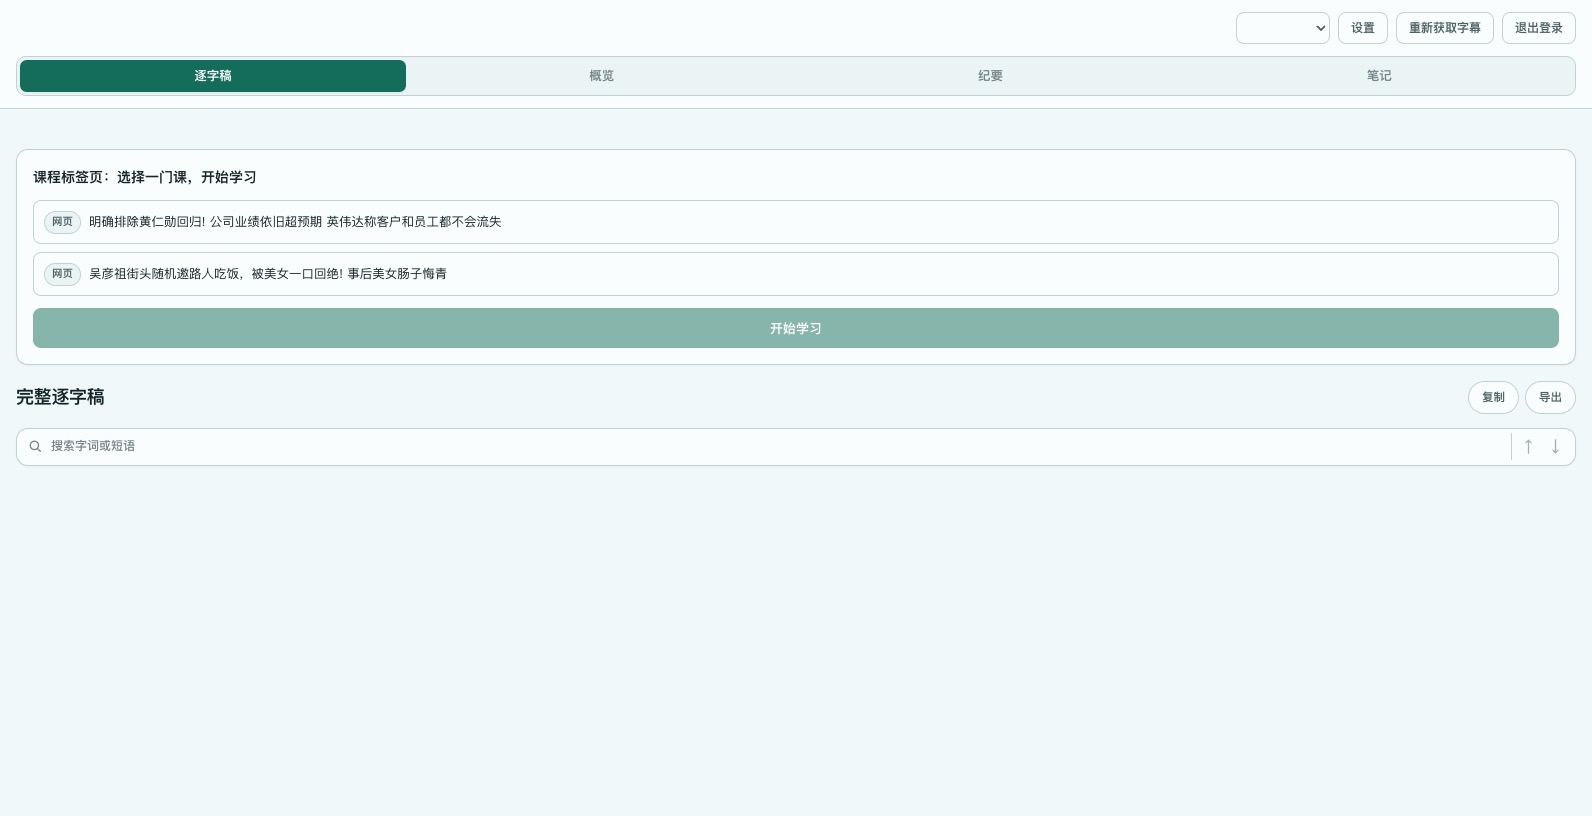 设置 重新获取字幕 退出登录
逐字稿 概览 纪要 笔记
课程标签页：选择一门课，开始学习
网页 明确排除黄仁勋回归! 公司业绩依旧超预期 英伟达称客户和员工都不会流失
网页 吴彦祖街头随机邀路人吃饭，被美女一口回绝! 事后美女肠子悔青
开始学习
完整逐字稿 复制 导出
搜索字词或短语 ↑ ↓